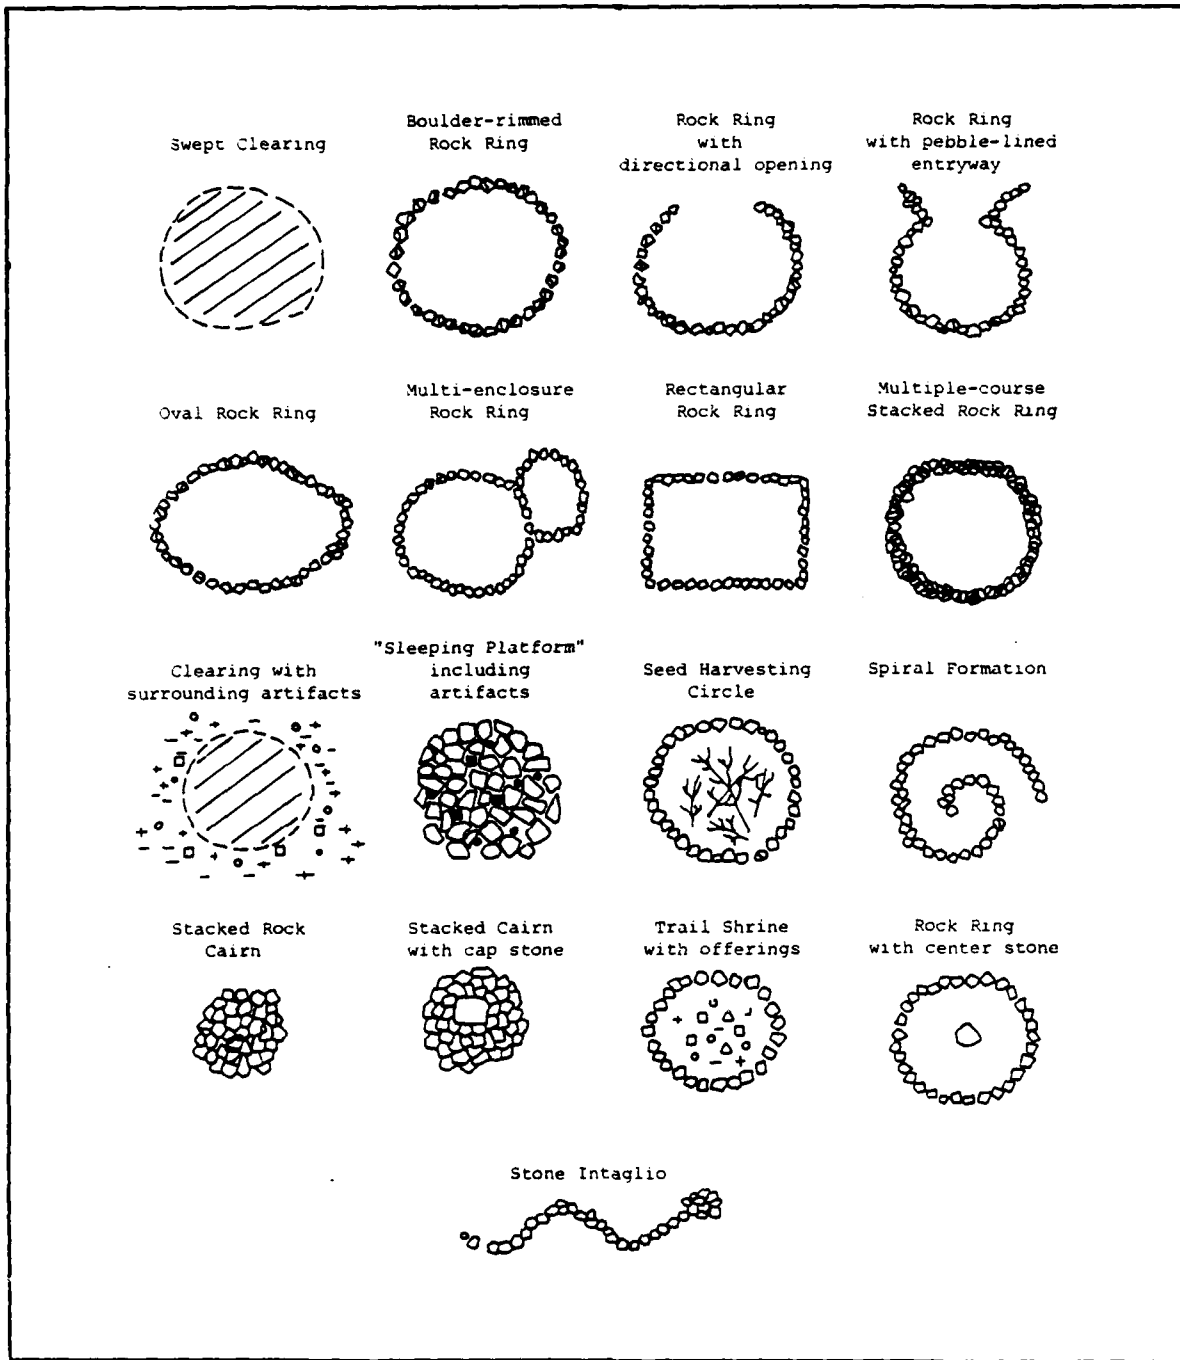 Swept Clearing
Boulder-rimmed
Rock Ring
Rock Ring
with
directional opening
Rock Ring
with pebble-lined
entryway
Oval Rock Ring
Multi-enclosure
Rock Ring
Rectangular
Rock Ring
Multiple-course
Stacked Rock Ring
Clearing with
surrounding artifacts
"Sleeping Platform"
including
artifacts
Seed Harvesting
Circle
Spiral Formation
Stacked Rock
Cairn
Stacked Cairn
with cap stone
Trail Shrine
with offerings
Rock Ring
with center stone
Stone Intaglio